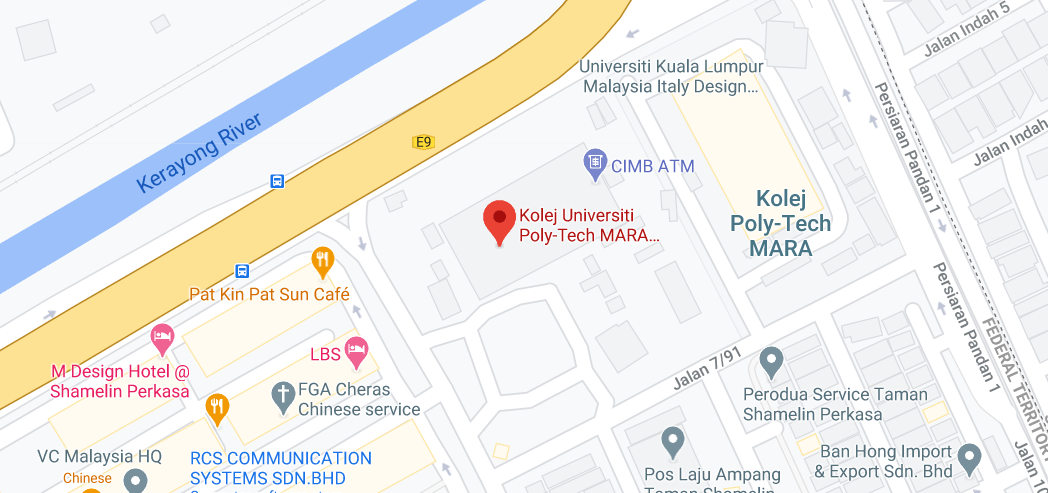 Jalan Indah 5
Universiti Kuala Lumpur
Malaysia Italy Design...
Persiaran Pandan 1
Kerayong River
E9
Jalan Indah
CIMB ATM
Kolej
Poly-Tech
MARA
Kolej Universiti
Poly-Tech MARA...
Persiaran Pandan 1
Pat Kin Pat Sun Café
FEDERAL TERRITOR
LBS
Jalan 7/91
M Design Hotel @
Shamelin Perkasa
FGA Cheras
Chinese service
Perodua Service Taman
Shamelin Perkasa
VC Malaysia HQ
Chinese
RCS COMMUNICATION
SYSTEMS SDN.BHD
Pos Laju Ampang
Taman Shamelin
Ban Hong Import
& Export Sdn. Bhd
Jalan 10